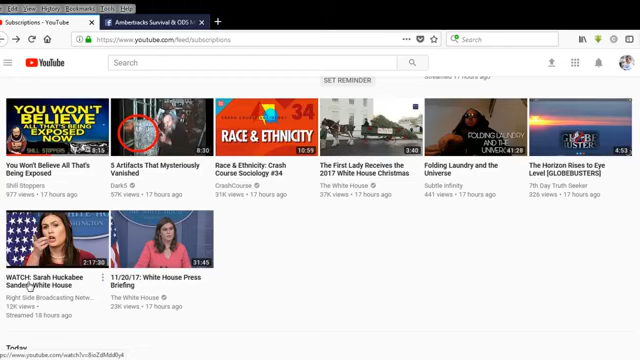 Edit View History Bookmarks Tools Help
Subscriptions - YouTube
Ambertracks Survival & ODS M
https://www.youtube.com/feed/subscriptions
Search
YouTube
Search
SET REMINDER
Streamed 17 hours ago
YOU WON'T
BELIEVE
ALL THAT'S
BEING
EXPOSED
NOW
SHILL STOPPERS
8:15
8:30
CRASH COURSE SOCIOLOGY
34
RACE & ETHNICITY
10:59
3:40
FOLDING LAUNDRY
AND THE
UNIVERSE
41:28
GLOBE
BUSTERS
4:53
You Won't Believe All That's
Being Exposed
Shill Stoppers
977 views • 17 hours ago
5 Artifacts That Mysteriously
Vanished
Dark5
57K views • 17 hours ago
Race & Ethnicity: Crash
Course Sociology #34
CrashCourse
31K views • 17 hours ago
The First Lady Receives the
2017 White House Christmas
The White House
37K views • 17 hours ago
Folding Laundry and the
Universe
Subtle infinity
441 views • 17 hours ago
The Horizon Rises to Eye
Level [GLOBEBUSTERS]
7th Day Truth Seeker
326 views • 17 hours ago
2:17:30
31:45
WATCH: Sarah Huckabee
Sanders White House
Right Side Broadcasting Netw...
12K views •
Streamed 18 hours ago
11/20/17: White House Press
Briefing
The White House
23K views • 17 hours ago
Today